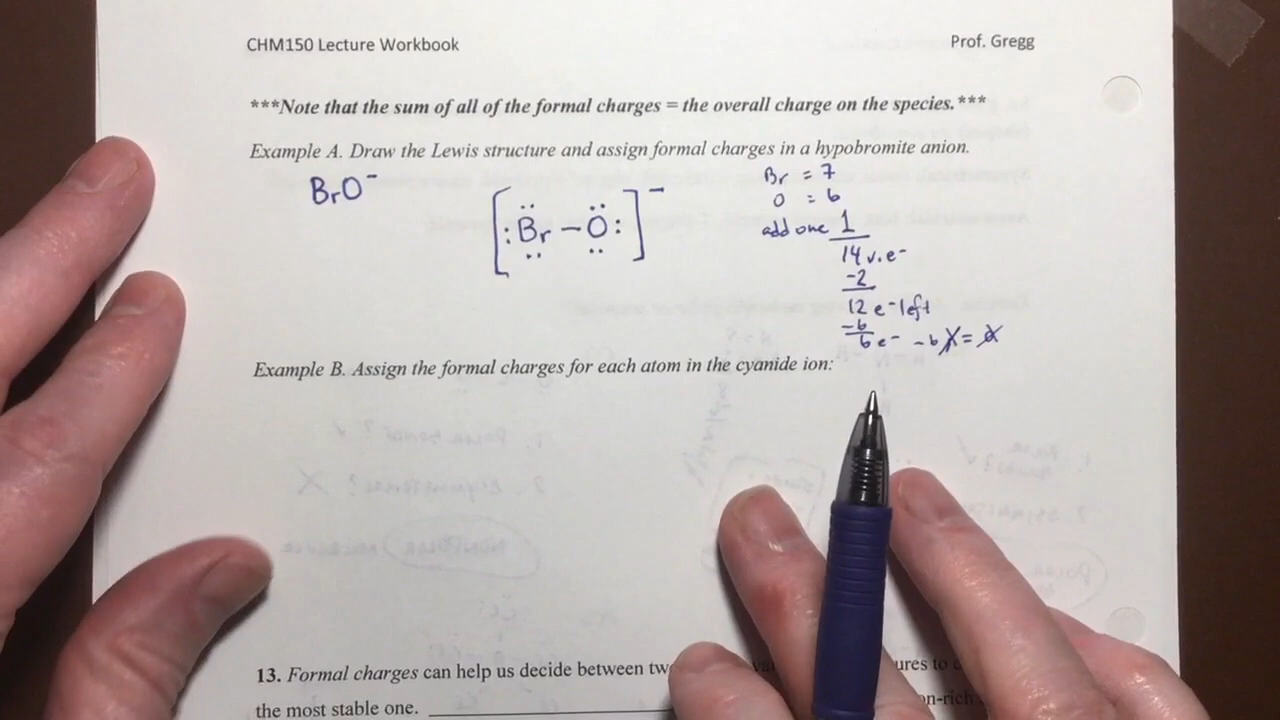 CHM150 Lecture Workbook Prof. Gregg
***Note that the sum of all of the formal charges = the overall charge on the species.***
Example A. Draw the Lewis structure and assign formal charges in a hypobromite anion.
BrO⁻
[:Br–O:]⁻
Br = 7
O = 6
add one 1
14 v.e⁻
-2
12 e⁻ left
-6
6e⁻ -6
Example B. Assign the formal charges for each atom in the cyanide ion:
13. Formal charges can help us decide between
the most stable one.